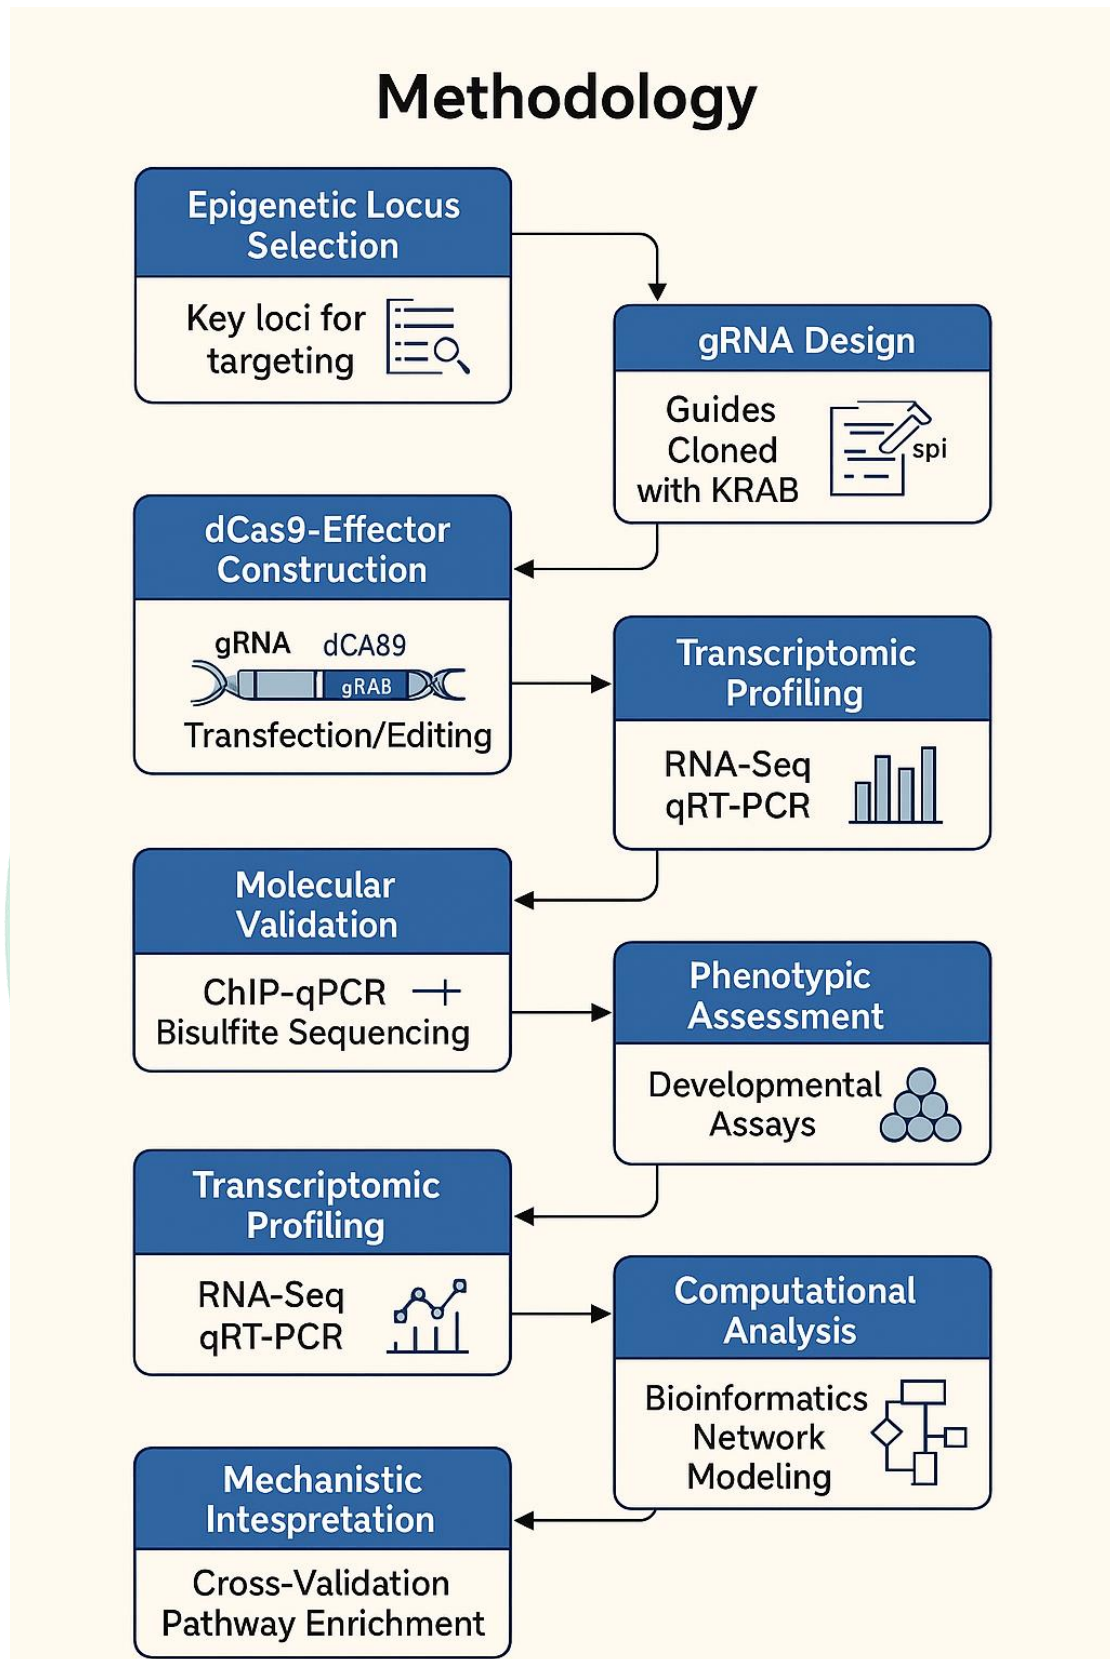 Methodology
Epigenetic Locus
Selection
Key loci for
targeting
gRNA Design
Guides
Cloned
with KRAB
spi
dCas9-Effector
Construction
gRNA dCA89
gRAB
Transfection/Editing
Transcriptomic
Profiling
RNA-Seq
qRT-PCR
Molecular
Validation
ChIP-qPCR
Bisulfite Sequencing
Phenotypic
Assessment
Developmental
Assays
Transcriptomic
Profiling
RNA-Seq
qRT-PCR
Computational
Analysis
Bioinformatics
Network
Modeling
Mechanistic
Intespretation
Cross-Validation
Pathway Enrichment